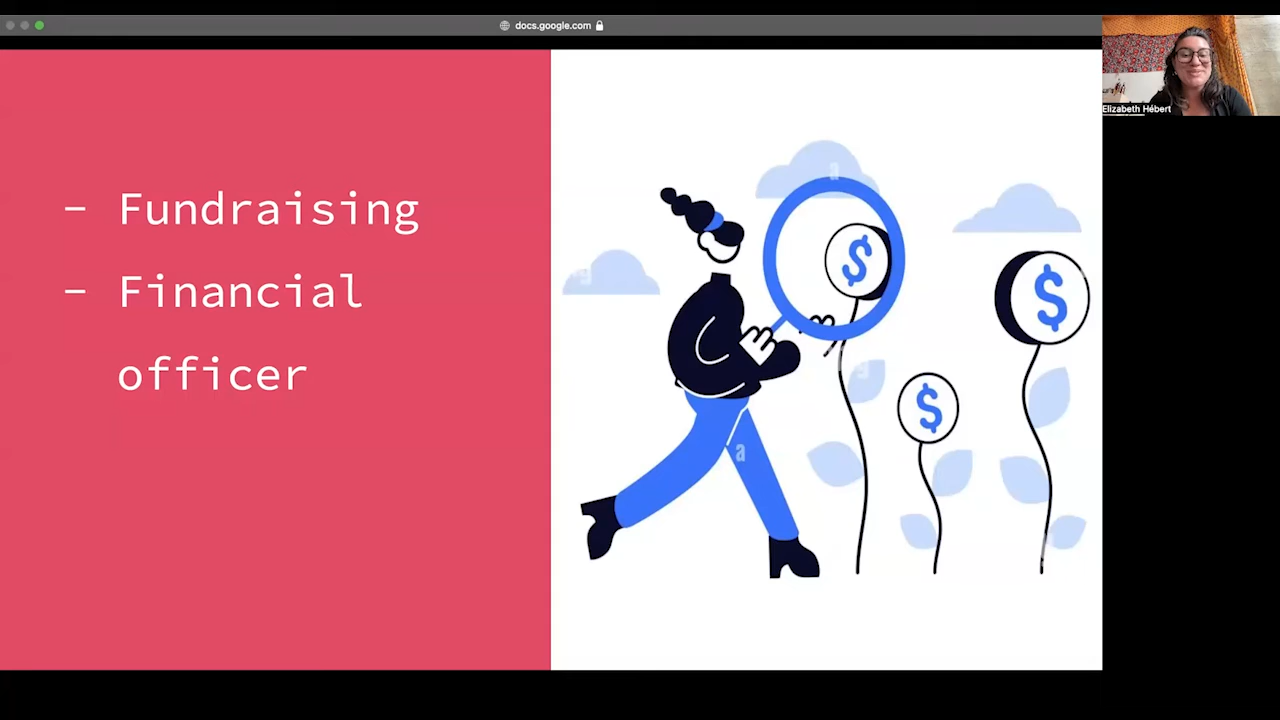 docs.google.com
- Fundraising
- Financial
officer
$
$
$
a
a
Elizabeth Hébert